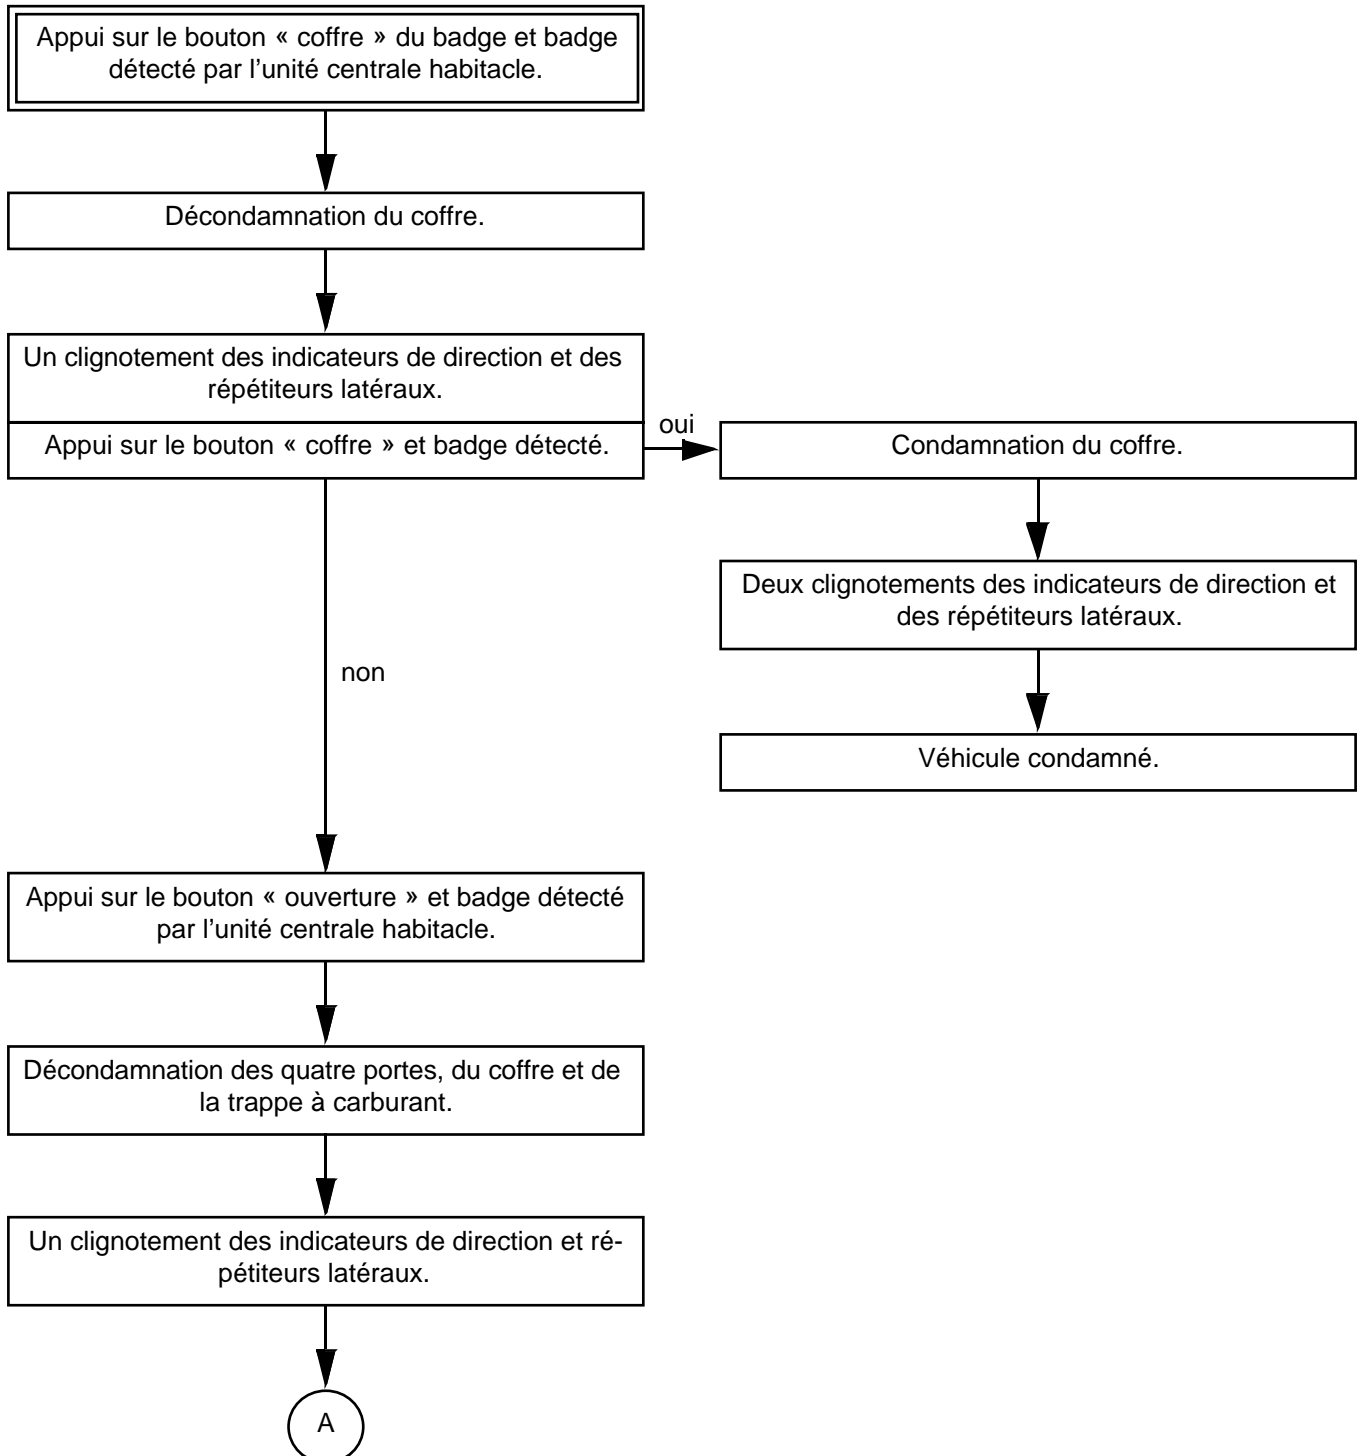 Appui sur le bouton « coffre » du badge et badge
détecté par l'unité centrale habitacle.
Décondamnation du coffre.
Un clignotement des indicateurs de direction et des
répétiteurs latéraux.
Appui sur le bouton « coffre » et badge détecté.
oui
Condamnation du coffre.
Deux clignotements des indicateurs de direction et
des répétiteurs latéraux.
Véhicule condamné.
non
Appui sur le bouton « ouverture » et badge détecté
par l'unité centrale habitacle.
Décondamnation des quatre portes, du coffre et de
la trappe à carburant.
Un clignotement des indicateurs de direction et ré-
pétiteurs latéraux.
A